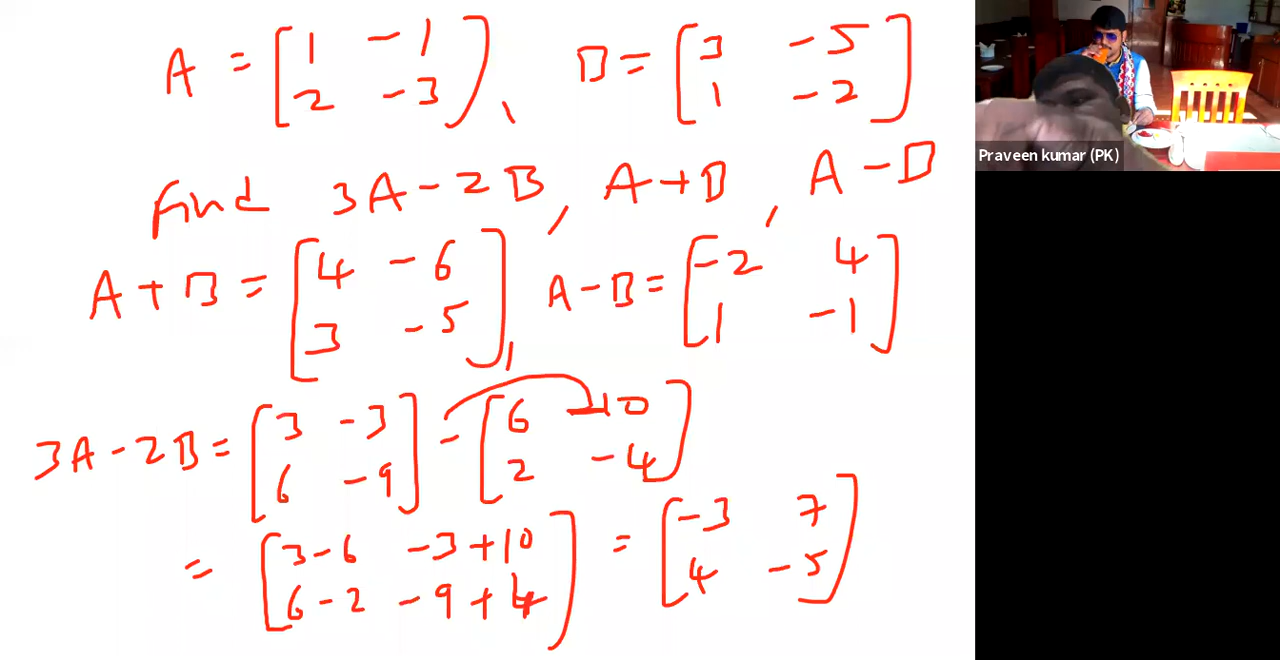 A = [1 -1
2 -3], B = [3 -5
1 -2]
Find 3A - 2B, A + B, A - B
A + B = [4 -6
3 -5], A - B = [-2 4
1 -1]
3A - 2B = [3 -3
6 -9] - [6 -10
2 -4]
= [3-6 -3+10
6-2 -9+4] = [-3 7
4 -5]
Praveen kumar (PK)